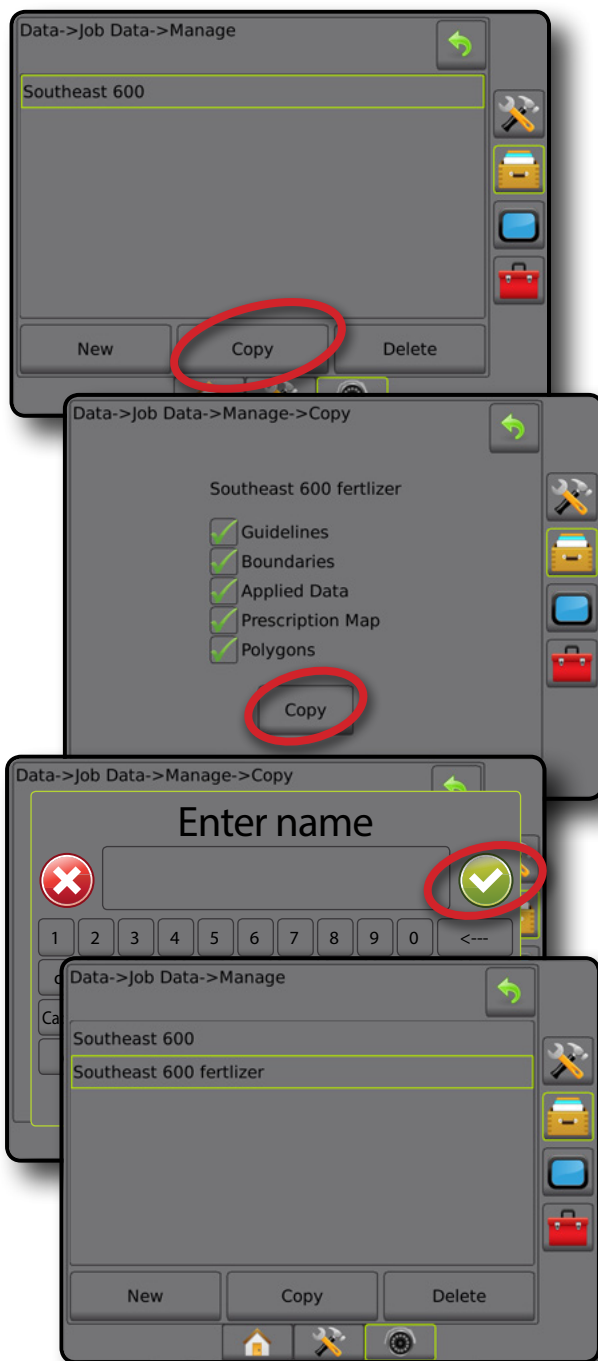 Data->Job Data->Manage
Southeast 600
New Copy Delete
Data->Job Data->Manage->Copy
Southeast 600 fertlizer
Guidelines
Boundaries
Applied Data
Prescription Map
Polygons
Copy
Data->Job Data->Manage->Copy
Enter name
1 2 3 4 5 6 7 8 9 0 <---
Data->Job Data->Manage
Southeast 600
Southeast 600 fertlizer
New Copy Delete